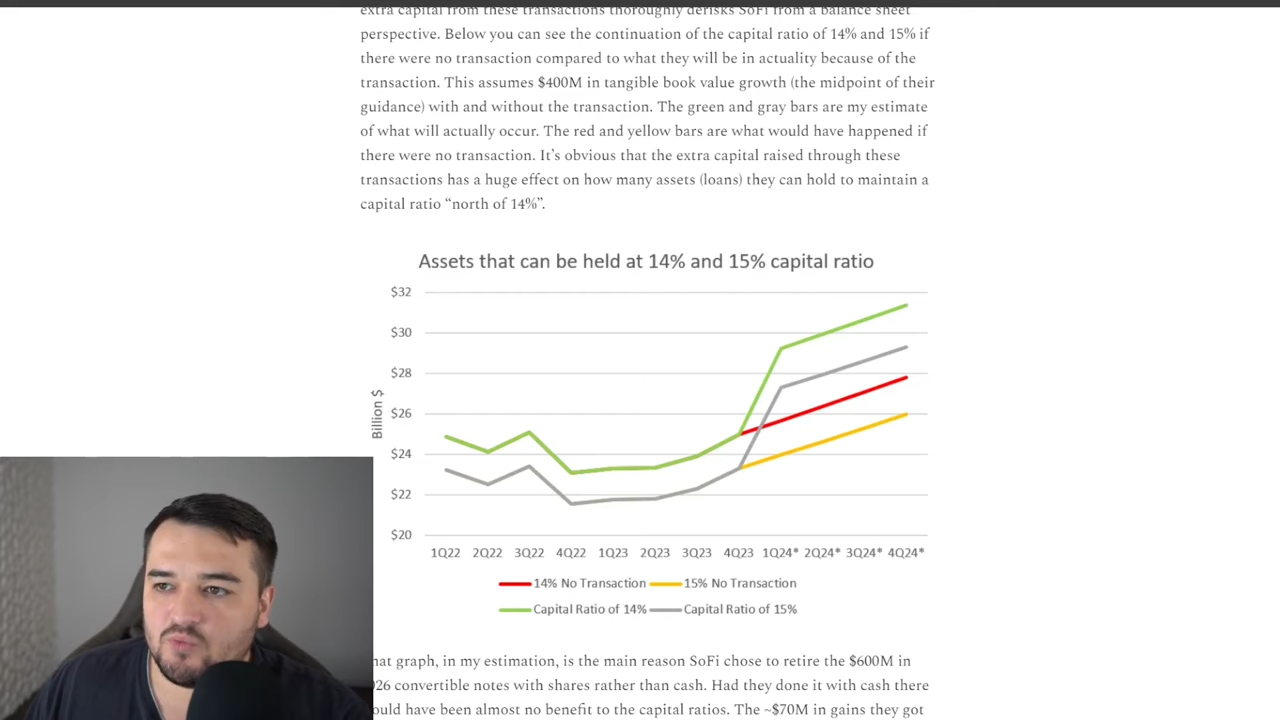 extra capital from these transactions thoroughly derisks SoFi from a balance sheet
perspective. Below you can see the continuation of the capital ratio of 14% and 15% if
there were no transaction compared to what they will be in actuality because of the
transaction. This assumes $400M in tangible book value growth (the midpoint of their
guidance) with and without the transaction. The green and gray bars are my estimate
of what will actually occur. The red and yellow bars are what would have happened if
there were no transaction. It’s obvious that the extra capital raised through these
transactions has a huge effect on how many assets (loans) they can hold to maintain a
capital ratio “north of 14%”.
Assets that can be held at 14% and 15% capital ratio
Billion $
$32
$30
$28
$26
$24
$22
$20
1Q22 2Q22 3Q22 4Q22 1Q23 2Q23 3Q23 4Q23 1Q24* 2Q24* 3Q24* 4Q24*
14% No Transaction 15% No Transaction
Capital Ratio of 14% Capital Ratio of 15%
hat graph, in my estimation, is the main reason SoFi chose to retire the $600M in
26 convertible notes with shares rather than cash. Had they done it with cash there
ould have been almost no benefit to the capital ratios. The ~$70M in gains they got